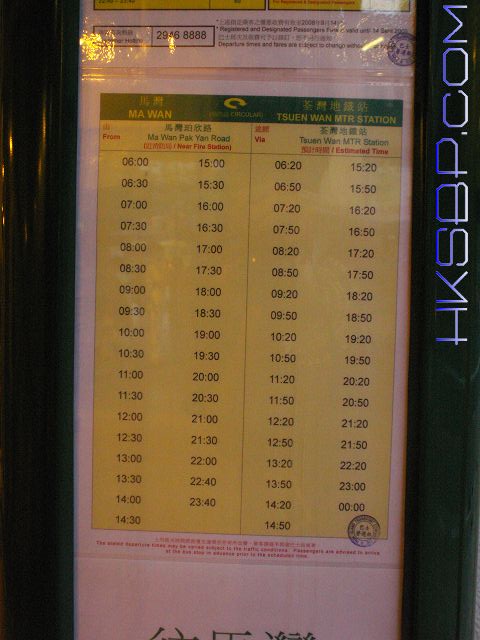 2946 8888
* Registered and Designated Passengers
Departure times and fares are subject to change without
馬灣
MA WAN
荃灣地鐵站
TSUEN WAN MTR STATION
由
From
馬灣珀欣路
Ma Wan Pak Yan Road
(近消防局) / Near Fire Station)
途經
Via
荃灣地鐵站
Tsuen Wan MTR Station
預計時間 / Estimated Time
06:00 15:00 06:20 15:20
06:30 15:30 06:50 15:50
07:00 16:00 07:20 16:20
07:30 16:30 07:50 16:50
08:00 17:00 08:20 17:20
08:30 17:30 08:50 17:50
09:00 18:00 09:20 18:20
09:30 18:30 09:50 18:50
10:00 19:00 10:20 19:20
10:30 19:30 10:50 19:50
11:00 20:00 11:20 20:20
11:30 20:30 11:50 20:50
12:00 21:00 12:20 21:20
12:30 21:30 12:50 21:50
13:00 22:00 13:20 22:20
13:30 22:40 13:50 23:00
14:00 23:40 14:20 00:00
14:30 14:50
The stated departure times may be varied subject to the traffic conditions. Passengers are advised to arrive
at the bus stop in advance prior to the scheduled time.
HKSBP.COM